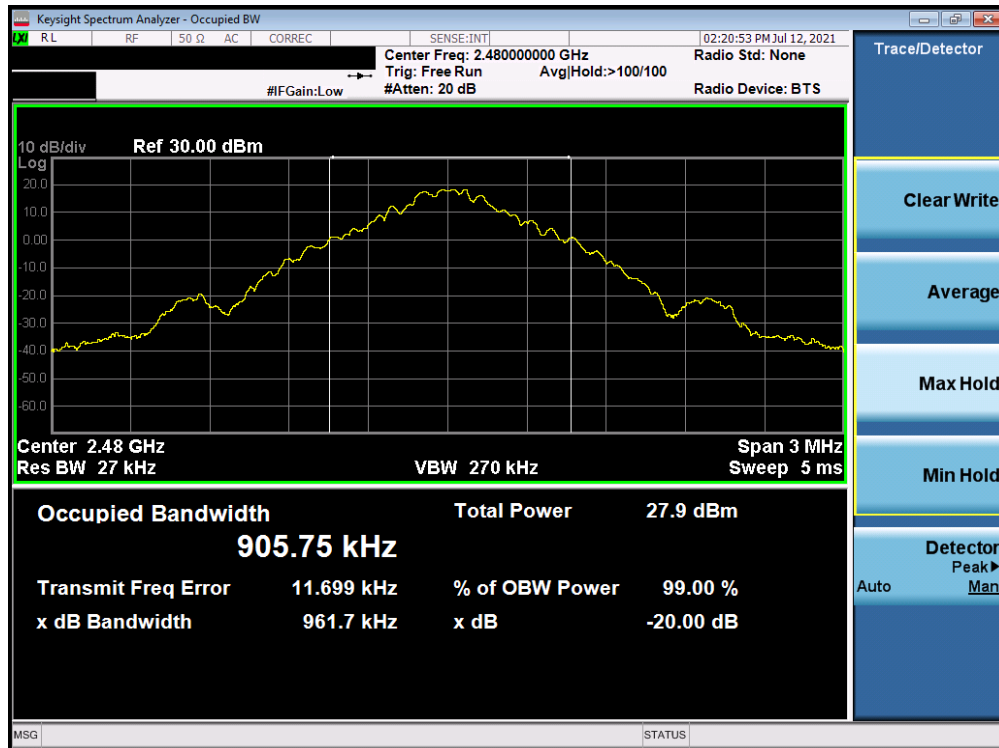 Keysight Spectrum Analyzer - Occupied BW
LXI RL RF 50 Ω AC CORREC SENSE:INT 02:20:53 PM Jul 12, 2021
Center Freq: 2.480000000 GHz Radio Std: None
Trig: Free Run Avg|Hold:>100/100
#IFGain:Low #Atten: 20 dB Radio Device: BTS
10 dB/div Ref 30.00 dBm
Log
20.0
10.0
0.00
-10.0
-20.0
-30.0
-40.0
-50.0
-60.0
Center 2.48 GHz Span 3 MHz
Res BW 27 kHz VBW 270 kHz Sweep 5 ms
Occupied Bandwidth Total Power 27.9 dBm
905.75 kHz
Transmit Freq Error 11.699 kHz % of OBW Power 99.00 %
x dB Bandwidth 961.7 kHz x dB -20.00 dB
MSG STATUS
Trace/Detector
Clear Write
Average
Max Hold
Min Hold
Detector
Peak▶
Auto Man